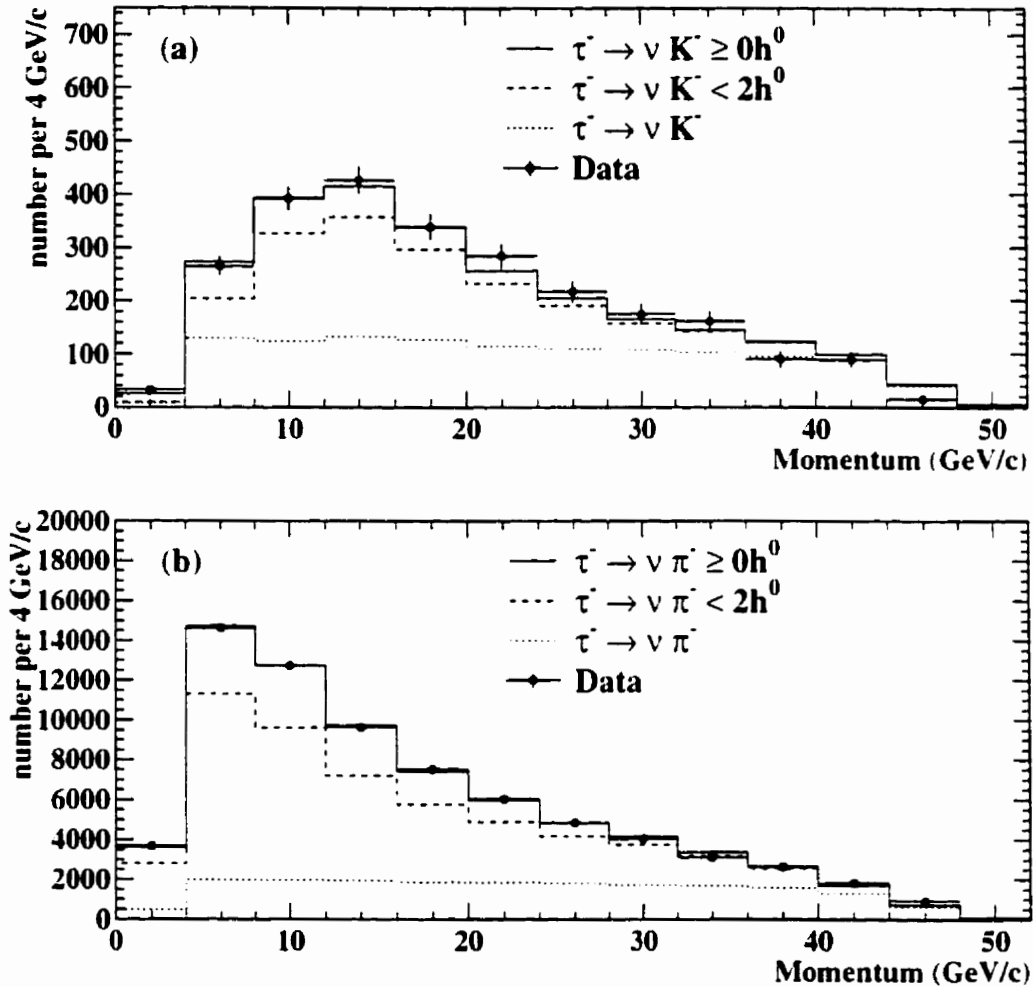 700
600
500
400
300
200
100
0
number per 4 GeV/c
(a)
τ⁻ → ν K⁻ ≥ 0h⁰
τ⁻ → ν K⁻ < 2h⁰
τ⁻ → ν K⁻
Data
0 10 20 30 40 50
Momentum (GeV/c)
20000
18000
16000
14000
12000
10000
8000
6000
4000
2000
0
number per 4 GeV/c
(b)
τ⁻ → ν π⁻ ≥ 0h⁰
τ⁻ → ν π⁻ < 2h⁰
τ⁻ → ν π⁻
Data
0 10 20 30 40 50
Momentum (GeV/c)